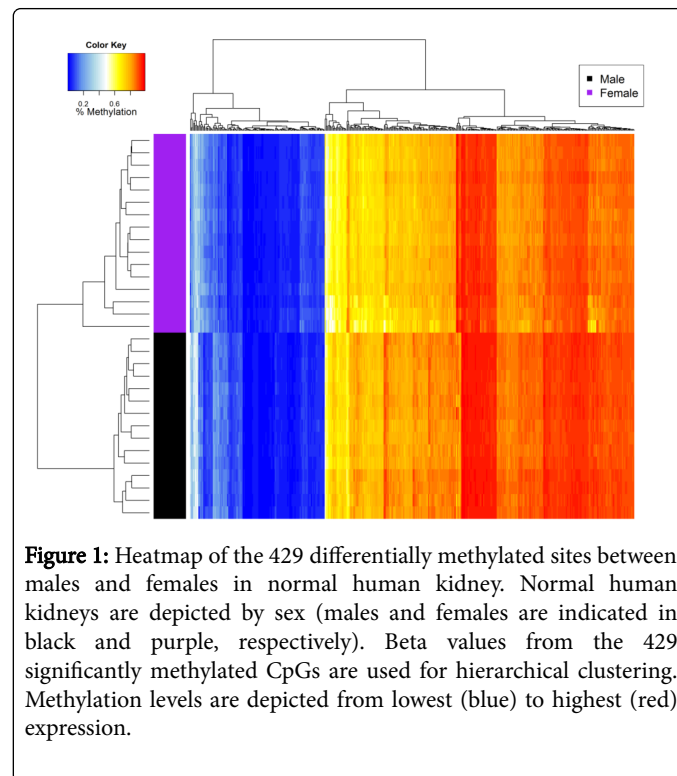 Color Key
0.2 0.6
% Methylation
Male
Female
Figure 1: Heatmap of the 429 differentially methylated sites between
males and females in normal human kidney. Normal human
kidneys are depicted by sex (males and females are indicated in
black and purple, respectively). Beta values from the 429
significantly methylated CpGs are used for hierarchical clustering.
Methylation levels are depicted from lowest (blue) to highest (red)
expression.